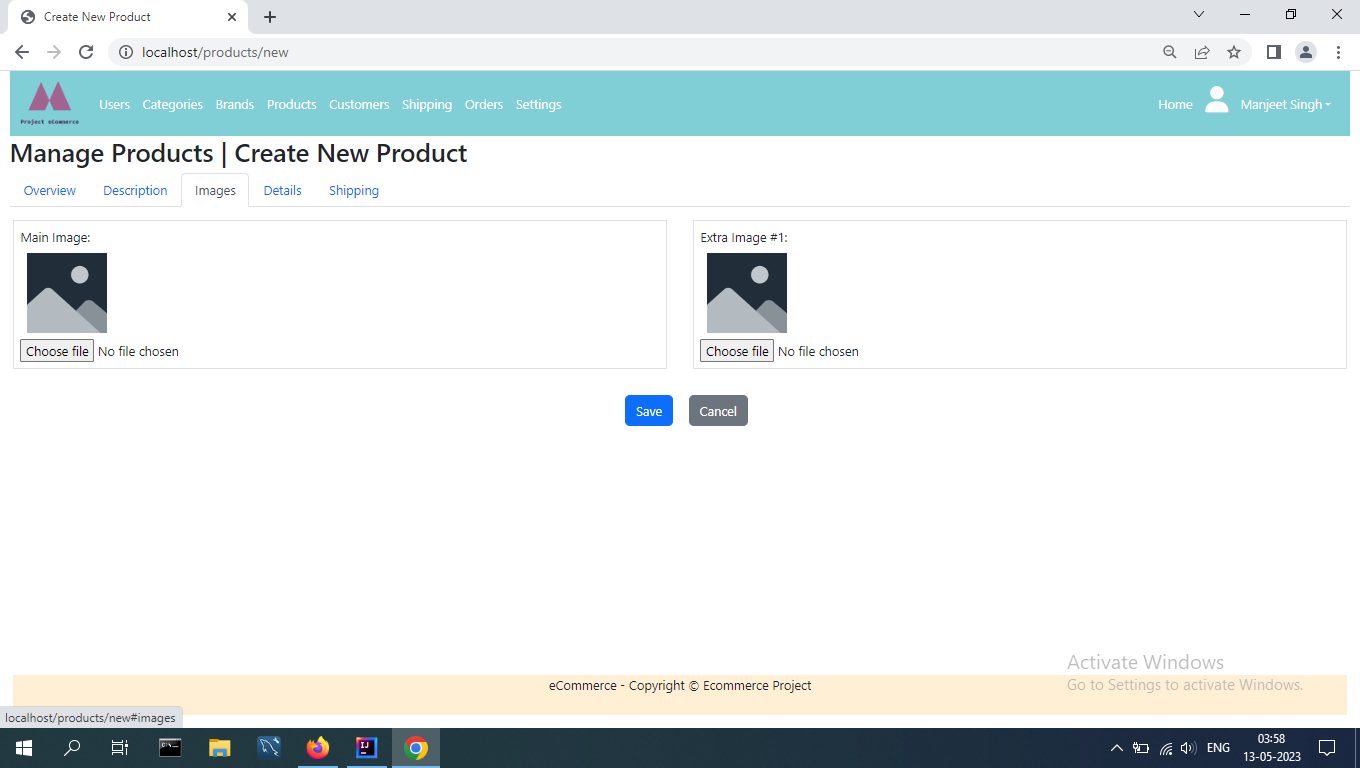 Create New Product
localhost/products/new
Project eCommerce
Users Categories Brands Products Customers Shipping Orders Settings
Home Manjeet Singh
Manage Products | Create New Product
Overview Description Images Details Shipping
Main Image:
Choose file No file chosen
Extra Image #1:
Choose file No file chosen
Save Cancel
Activate Windows
Go to Settings to activate Windows.
eCommerce - Copyright © Ecommerce Project
localhost/products/new#images
IJ
ENG
03:58
13-05-2023